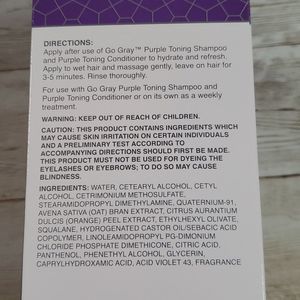 DIRECTIONS:
Apply after use of Go Gray™ Purple Toning Shampoo
and Purple Toning Conditioner to hydrate and refresh.
Apply to wet hair and massage gently, leave on hair for
3-5 minutes. Rinse thoroughly.
For use with Go Gray Purple Toning Shampoo and
Purple Toning Conditioner or on its own as a weekly
treatment.
WARNING: KEEP OUT OF REACH OF CHILDREN.
CAUTION: THIS PRODUCT CONTAINS INGREDIENTS WHICH
MAY CAUSE SKIN IRRITATION ON CERTAIN INDIVIDUALS
AND A PRELIMINARY TEST ACCORDING TO
ACCOMPANYING DIRECTIONS SHOULD FIRST BE MADE.
THIS PRODUCT MUST NOT BE USED FOR DYEING THE
EYELASHES OR EYEBROWS; TO DO SO MAY CAUSE
BLINDNESS.
INGREDIENTS: WATER, CETEARYL ALCOHOL, CETYL
ALCOHOL, CETRIMONIUM METHOSULFATE,
STEARAMIDOPROPYL DIMETHYLAMINE, QUATERNIUM-91,
AVENA SATIVA (OAT) BRAN EXTRACT, CITRUS AURANTIUM
DULCIS (ORANGE) PEEL EXTRACT, ETHYLHEXYL OLIVATE,
SQUALANE, HYDROGENATED CASTOR OIL/SEBACIC ACID
COPOLYMER, LINOLEAMIDOPROPYL PG-DIMONIUM
CHLORIDE PHOSPHATE DIMETHICONE, CITRIC ACID,
PANTHENOL, PHENETHYL ALCOHOL, GLYCERIN,
CAPRYLHYDROXAMIC ACID, ACID VIOLET 43, FRAGRANCE